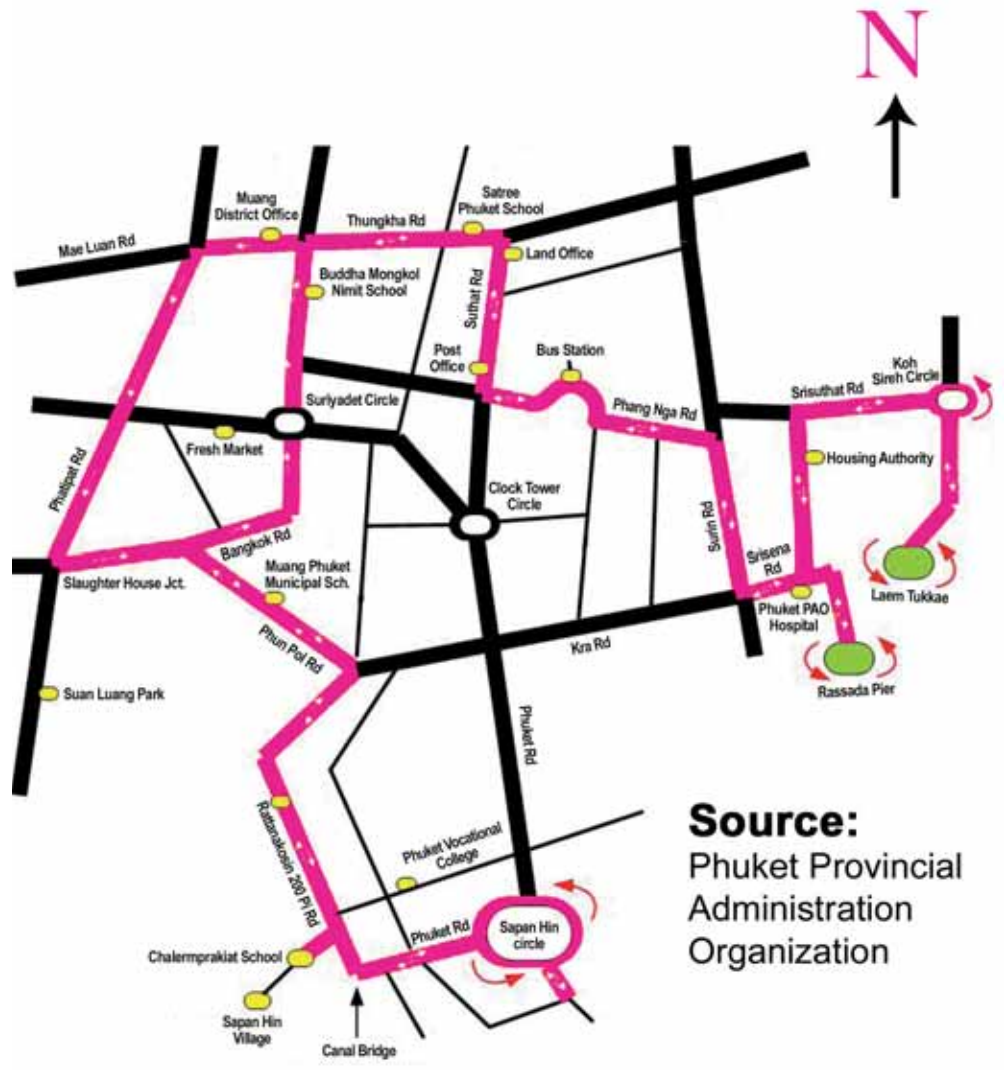 N
Satree
Phuket School
Muang
District Office
Thungkha Rd
Mae Luan Rd
Land Office
Buddha Mongkol
Nimit School
Suthat Rd
Post
Office
Bus Station
Koh
Sireh Circle
Srisuthat Rd
Suriyadet Circle
Phang Nga Rd
Fresh Market
Housing Authority
Phatipat Rd
Clock Tower
Circle
Surin Rd
Bangkok Rd
Srisena
Rd
Slaughter House Jct.
Muang Phuket
Municipal Sch.
Laem Tukkae
Phuket PAO
Hospital
Phun Pol Rd
Kra Rd
Rassada Pier
Suan Luang Park
Phuket Rd
Rattanakosin 200 Pi Rd
Source:
Phuket Provincial
Administration
Organization
Phuket Vocational
College
Phuket Rd
Sapan Hin
circle
Chalermprakiat School
Sapan Hin
Village
Canal Bridge